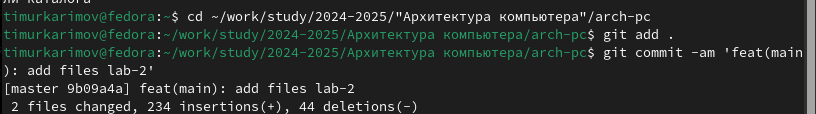 ли каталога
timurkarimov@fedora:~$ cd ~/work/study/2024-2025/"Архитектура компьютера"/arch-pc
timurkarimov@fedora:~/work/study/2024-2025/Архитектура компьютера/arch-pc$ git add .
timurkarimov@fedora:~/work/study/2024-2025/Архитектура компьютера/arch-pc$ git commit -am 'feat(main
): add files lab-2'
[master 9b09a4a] feat(main): add files lab-2
 2 files changed, 234 insertions(+), 44 deletions(-)